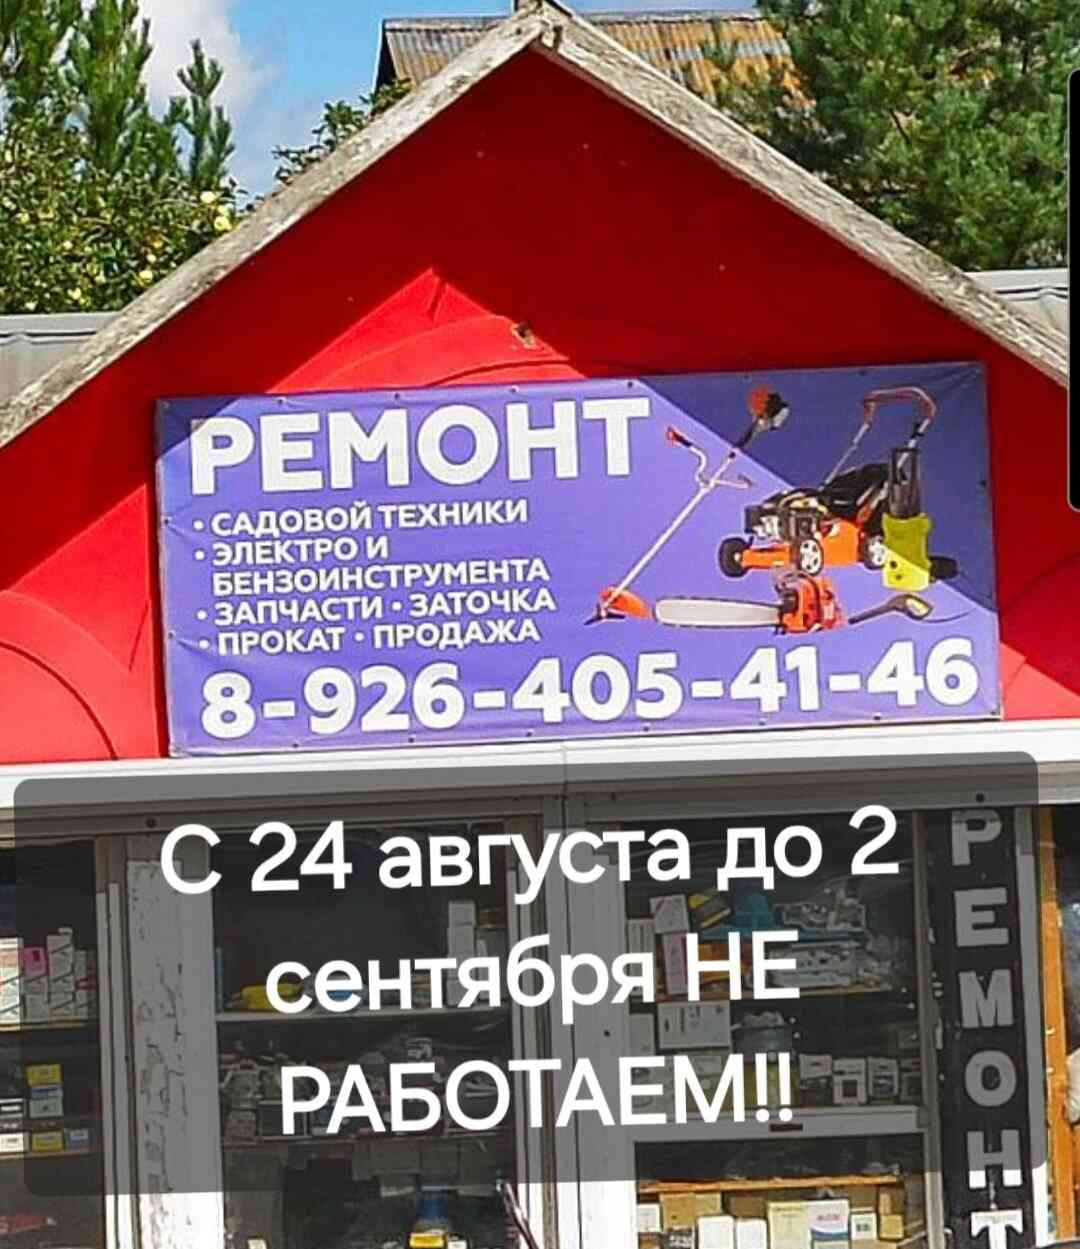 РЕМОНТ
• САДОВОЙ ТЕХНИКИ
• ЭЛЕКТРО И
БЕНЗОИНСТРУМЕНТА
• ЗАПЧАСТИ • ЗАТОЧКА
• ПРОКАТ • ПРОДАЖА
8-926-405-41-46
С 24 августа до 2
сентября НЕ
РАБОТАЕМ!!
РЕМОНТ